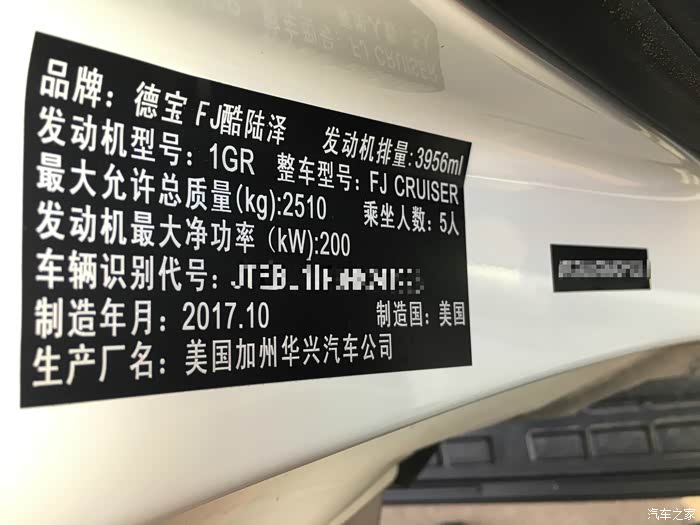 品牌：德宝 FJ酷陆泽 发动机排量:3956ml
发动机型号：1GR 整车型号：FJ CRUISER
最大允许总质量(kg):2510 乘坐人数：5人
发动机最大净功率（kW):200
车辆识别代号：
制造年月：2017.10 制造国：美国
生产厂名：美国加州华兴汽车公司
汽车之家